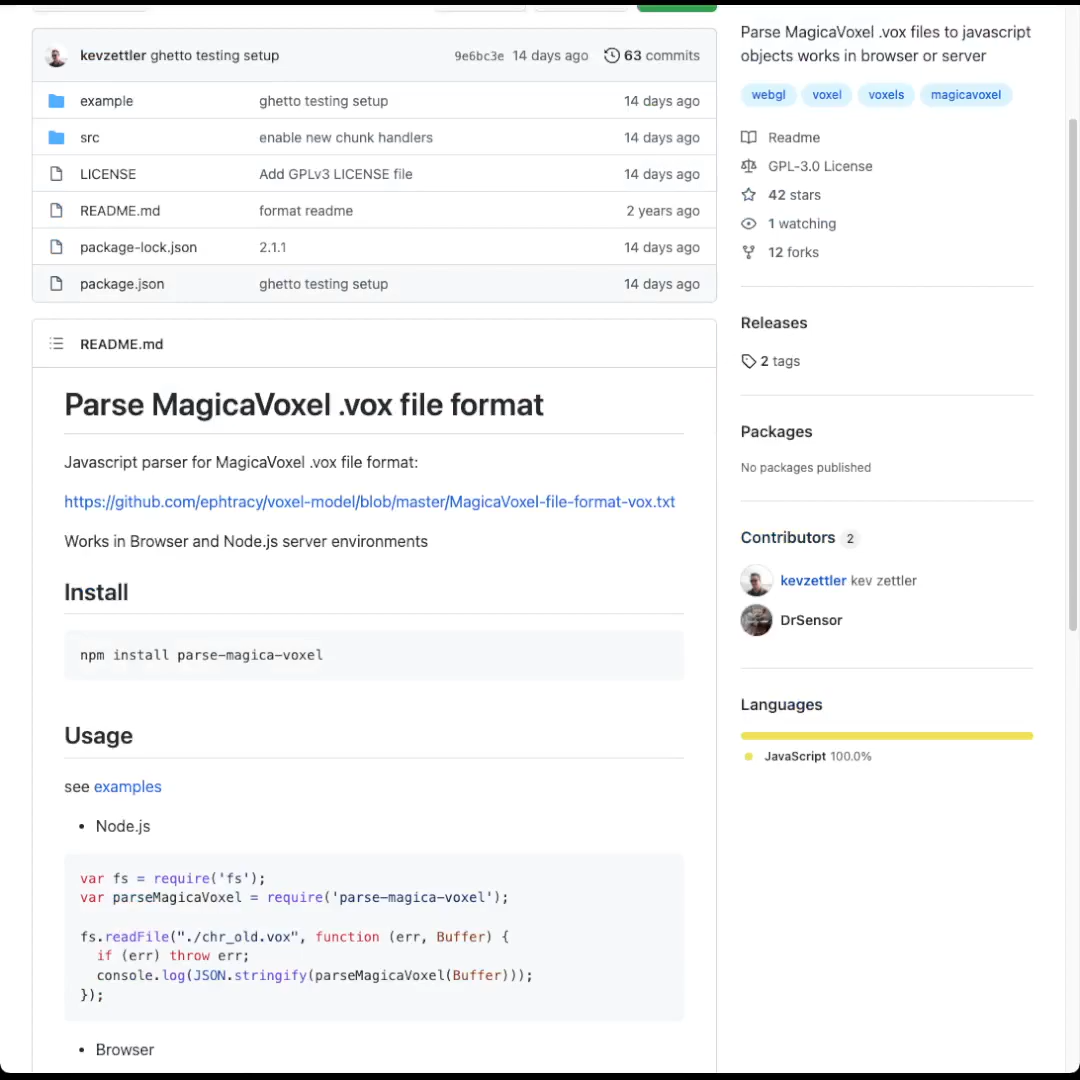 kevzettler ghetto testing setup 9e6bc3e 14 days ago 63 commits
example ghetto testing setup 14 days ago
src enable new chunk handlers 14 days ago
LICENSE Add GPLv3 LICENSE file 14 days ago
README.md format readme 2 years ago
package-lock.json 2.1.1 14 days ago
package.json ghetto testing setup 14 days ago
README.md
Parse MagicaVoxel .vox file format
Javascript parser for MagicaVoxel .vox file format:
https://github.com/ephtracy/voxel-model/blob/master/MagicaVoxel-file-format-vox.txt
Works in Browser and Node.js server environments
Install
npm install parse-magica-voxel
Usage
see examples
• Node.js
var fs = require('fs');
var parseMagicaVoxel = require('parse-magica-voxel');
fs.readFile("./chr_old.vox", function (err, Buffer) {
if (err) throw err;
console.log(JSON.stringify(parseMagicaVoxel(Buffer)));
});
• Browser
Parse MagicaVoxel .vox files to javascript
objects works in browser or server
webgl voxel voxels magicavoxel
Readme
GPL-3.0 License
42 stars
1 watching
12 forks
Releases
2 tags
Packages
No packages published
Contributors 2
kevzettler kev zettler
DrSensor
Languages
JavaScript 100.0%